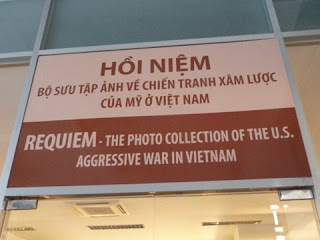 HỒI NIỆM
BỘ SƯU TẬP ẢNH VỀ CHIẾN TRANH XÂM LƯỢC
CỦA MỸ Ở VIỆT NAM
REQUIEM - THE PHOTO COLLECTION OF THE U.S.
AGGRESSIVE WAR IN VIETNAM